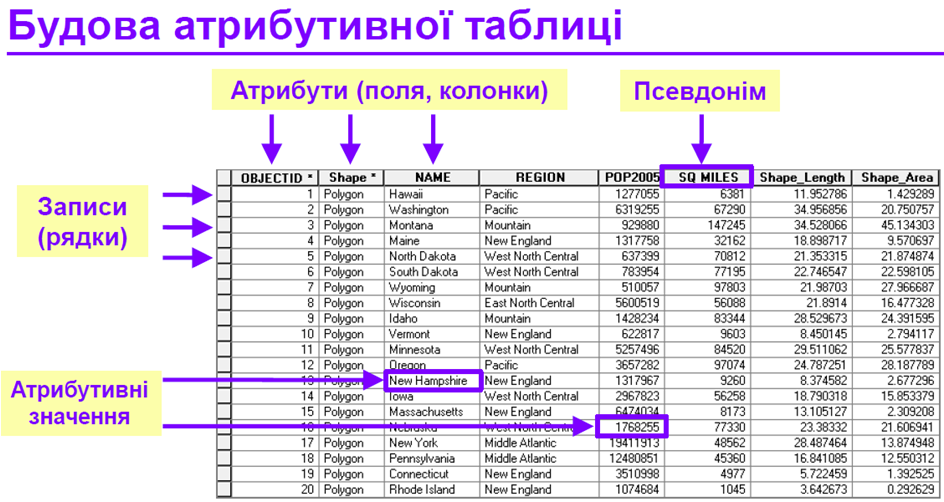 Будова атрибутивної таблиці
Атрибути (поля, колонки)
Псевдонім
Записи
(рядки)
Атрибутивні
значення
OBJECTID * Shape * NAME REGION POP2005 SQ MILES Shape_Length Shape_Area
1 Polygon Hawaii Pacific 1277055 6381 11.952786 1.429289
2 Polygon Washington Pacific 6319255 67290 34.956856 20.750757
3 Polygon Montana Mountain 929880 147245 34.528066 45.134303
4 Polygon Maine New England 1317758 32162 18.898717 9.570697
5 Polygon North Dakota West North Central 637399 70812 21.353315 21.874874
6 Polygon South Dakota West North Central 783954 77195 22.746547 22.598105
7 Polygon Wyoming Mountain 510057 97803 21.98703 27.966687
8 Polygon Wisconsin East North Central 5600519 56088 21.8914 16.477328
9 Polygon Idaho Mountain 1428234 83344 28.529673 24.391595
10 Polygon Vermont New England 622817 9603 8.450145 2.794117
11 Polygon Minnesota West North Central 5257496 84520 29.511062 25.577837
12 Polygon Oregon Pacific 3657282 97074 24.787251 28.187789
13 Polygon New Hampshire New England 1317967 9260 8.374582 2.677296
14 Polygon Iowa West North Central 2967823 56258 18.790318 15.853379
15 Polygon Massachusetts New England 6474034 8173 13.105127 2.309208
16 Polygon Nebraska West North Central 1768255 77330 23.38332 21.606941
17 Polygon New York Middle Atlantic 19411913 48562 28.487464 13.874948
18 Polygon Pennsylvania Middle Atlantic 12480851 45360 16.841085 12.550312
19 Polygon Connecticut New England 3510998 4977 5.722459 1.392525
20 Polygon Rhode Island New England 1074684 1045 3.642673 0.292629